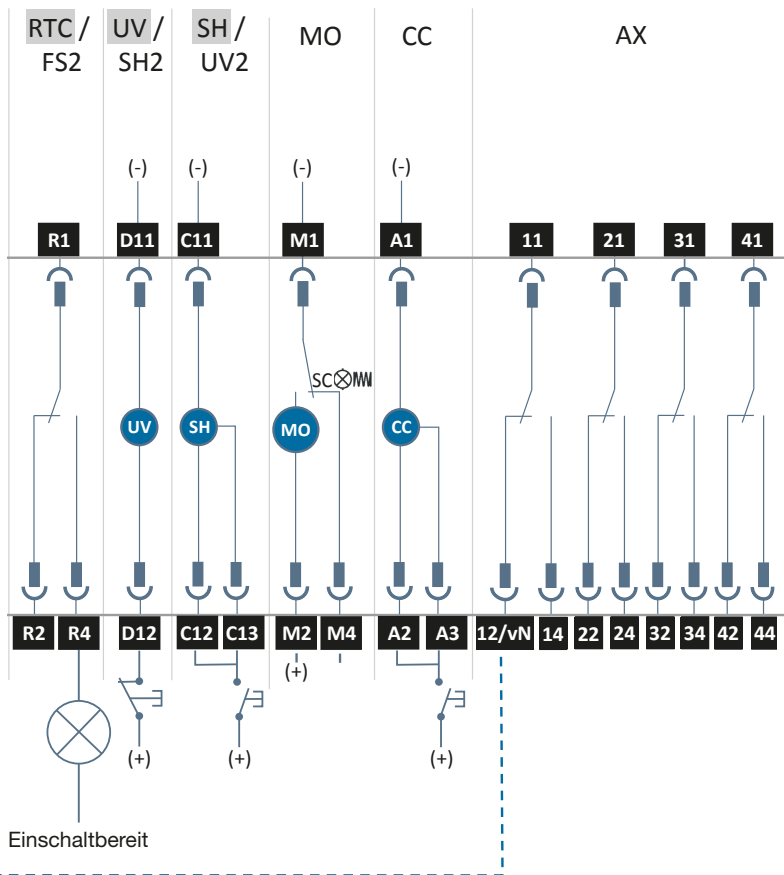 RTC / UV / SH / MO CC AX
FS2 SH2 UV2
(-) (-) (-) (-)
R1 D11 C11 M1 A1 11 21 31 41
SC
UV SH MO CC
R2 R4 D12 C12 C13 M2 M4 A2 A3 12/vN 14 22 24 32 34 42 44
(+)
(+) (+) (+)
Einschaltbereit